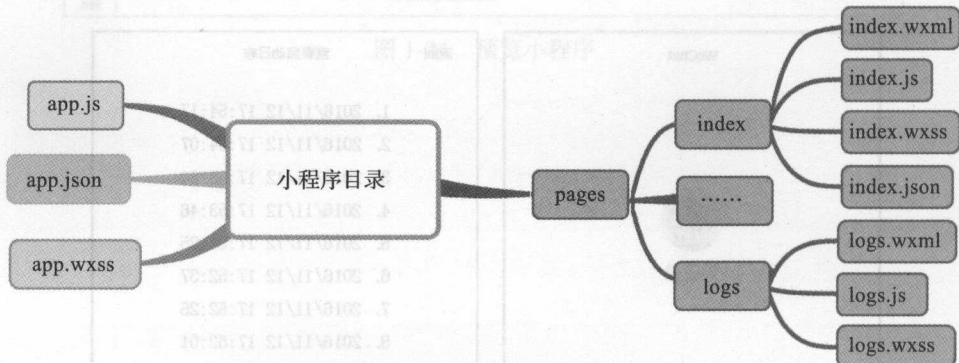 app.js
app.json
app.wxss
小程序目录
pages
index
……
logs
index.wxml
index.js
index.wxss
index.json
logs.wxml
logs.js
logs.wxss